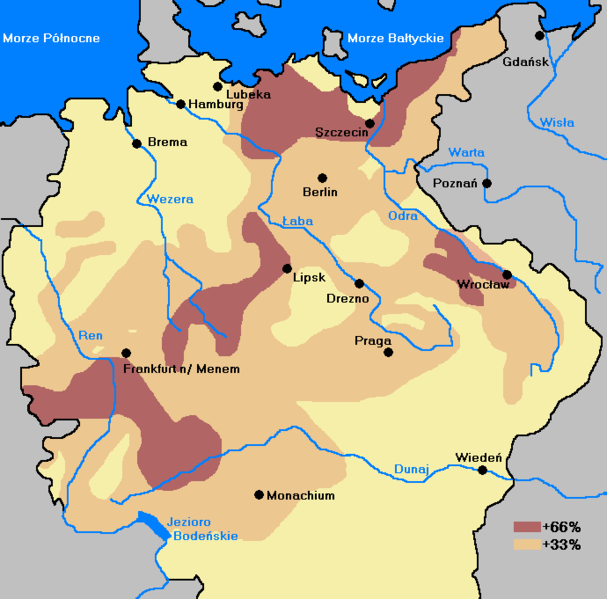 Morze Północne
Morze Bałtyckie
Gdańsk
Lubeka
Hamburg
Szczecin
Wisła
Brema
Warta
Poznań
Berlin
Wezera
Odra
Łaba
Lipsk
Drezno
Wrocław
Ren
Praga
Frankfurt n/ Menem
Wiedeń
Dunaj
Monachium
Jezioro
Bodeńskie
+66%
+33%